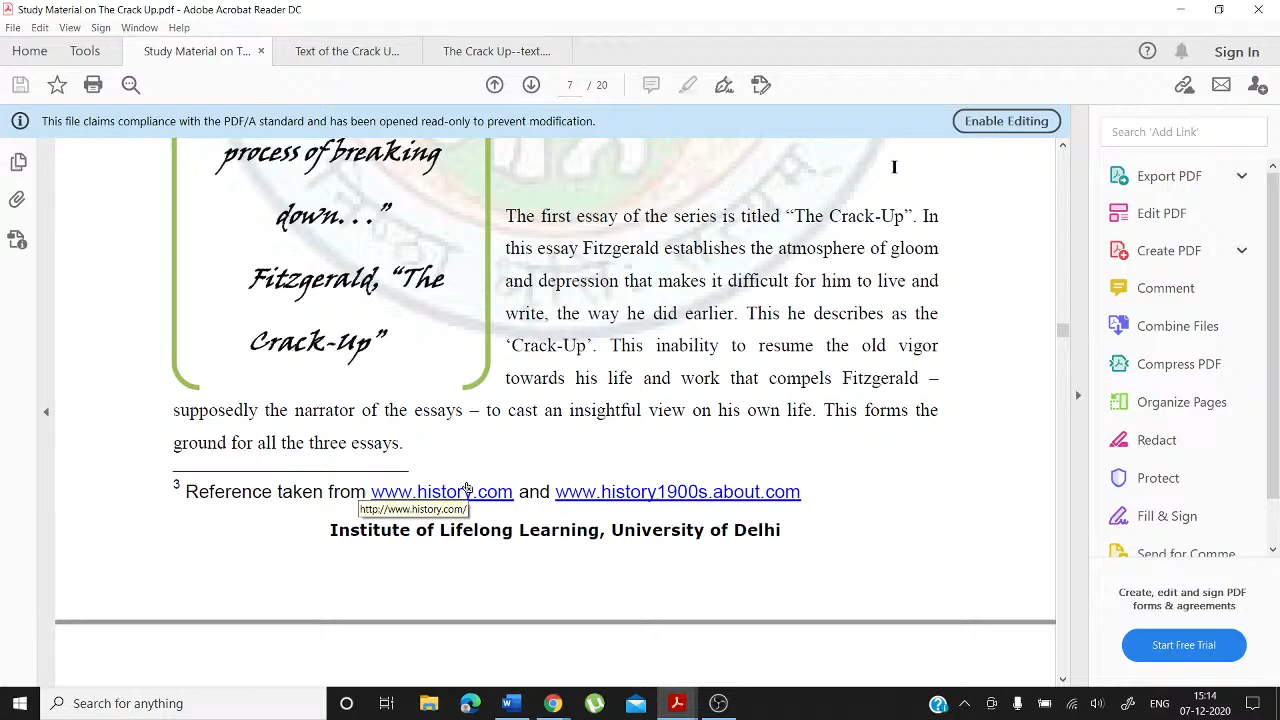 Study Material on The Crack Up.pdf - Adobe Acrobat Reader DC
File Edit View Sign Window Help
Home Tools Study Material on T... × Text of the Crack U... The Crack Up--text.... Sign In
7 / 20
This file claims compliance with the PDF/A standard and has been opened read-only to prevent modification. Enable Editing
Search 'Add Link'
Export PDF
Edit PDF
Create PDF
Comment
Combine Files
Compress PDF
Organize Pages
Redact
Protect
Fill & Sign
Send for Comme
Create, edit and sign PDF
forms & agreements
Start Free Trial
process of breaking
down. . .”
Fitzgerald, “The
Crack-Up”
I
The first essay of the series is titled “The Crack-Up”. In
this essay Fitzgerald establishes the atmosphere of gloom
and depression that makes it difficult for him to live and
write, the way he did earlier. This he describes as the
‘Crack-Up’. This inability to resume the old vigor
towards his life and work that compels Fitzgerald –
supposedly the narrator of the essays – to cast an insightful view on his own life. This forms the
ground for all the three essays.
3 Reference taken from www.history.com and www.history1900s.about.com
http://www.history.com/
Institute of Lifelong Learning, University of Delhi
Search for anything
ENG
15:14
07-12-2020